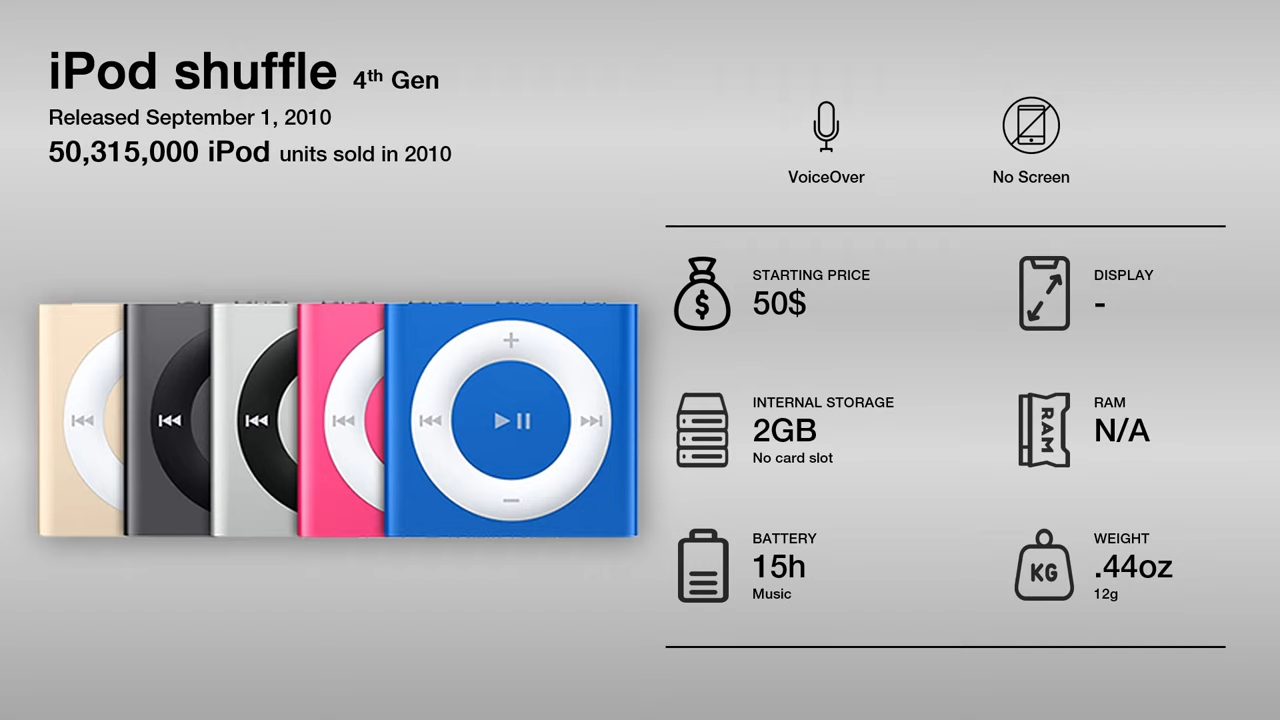 iPod shuffle 4th Gen
Released September 1, 2010
50,315,000 iPod units sold in 2010
VoiceOver
No Screen
STARTING PRICE
50$
DISPLAY
-
INTERNAL STORAGE
2GB
No card slot
RAM
RAM
N/A
BATTERY
15h
Music
KG
WEIGHT
.44oz
12g